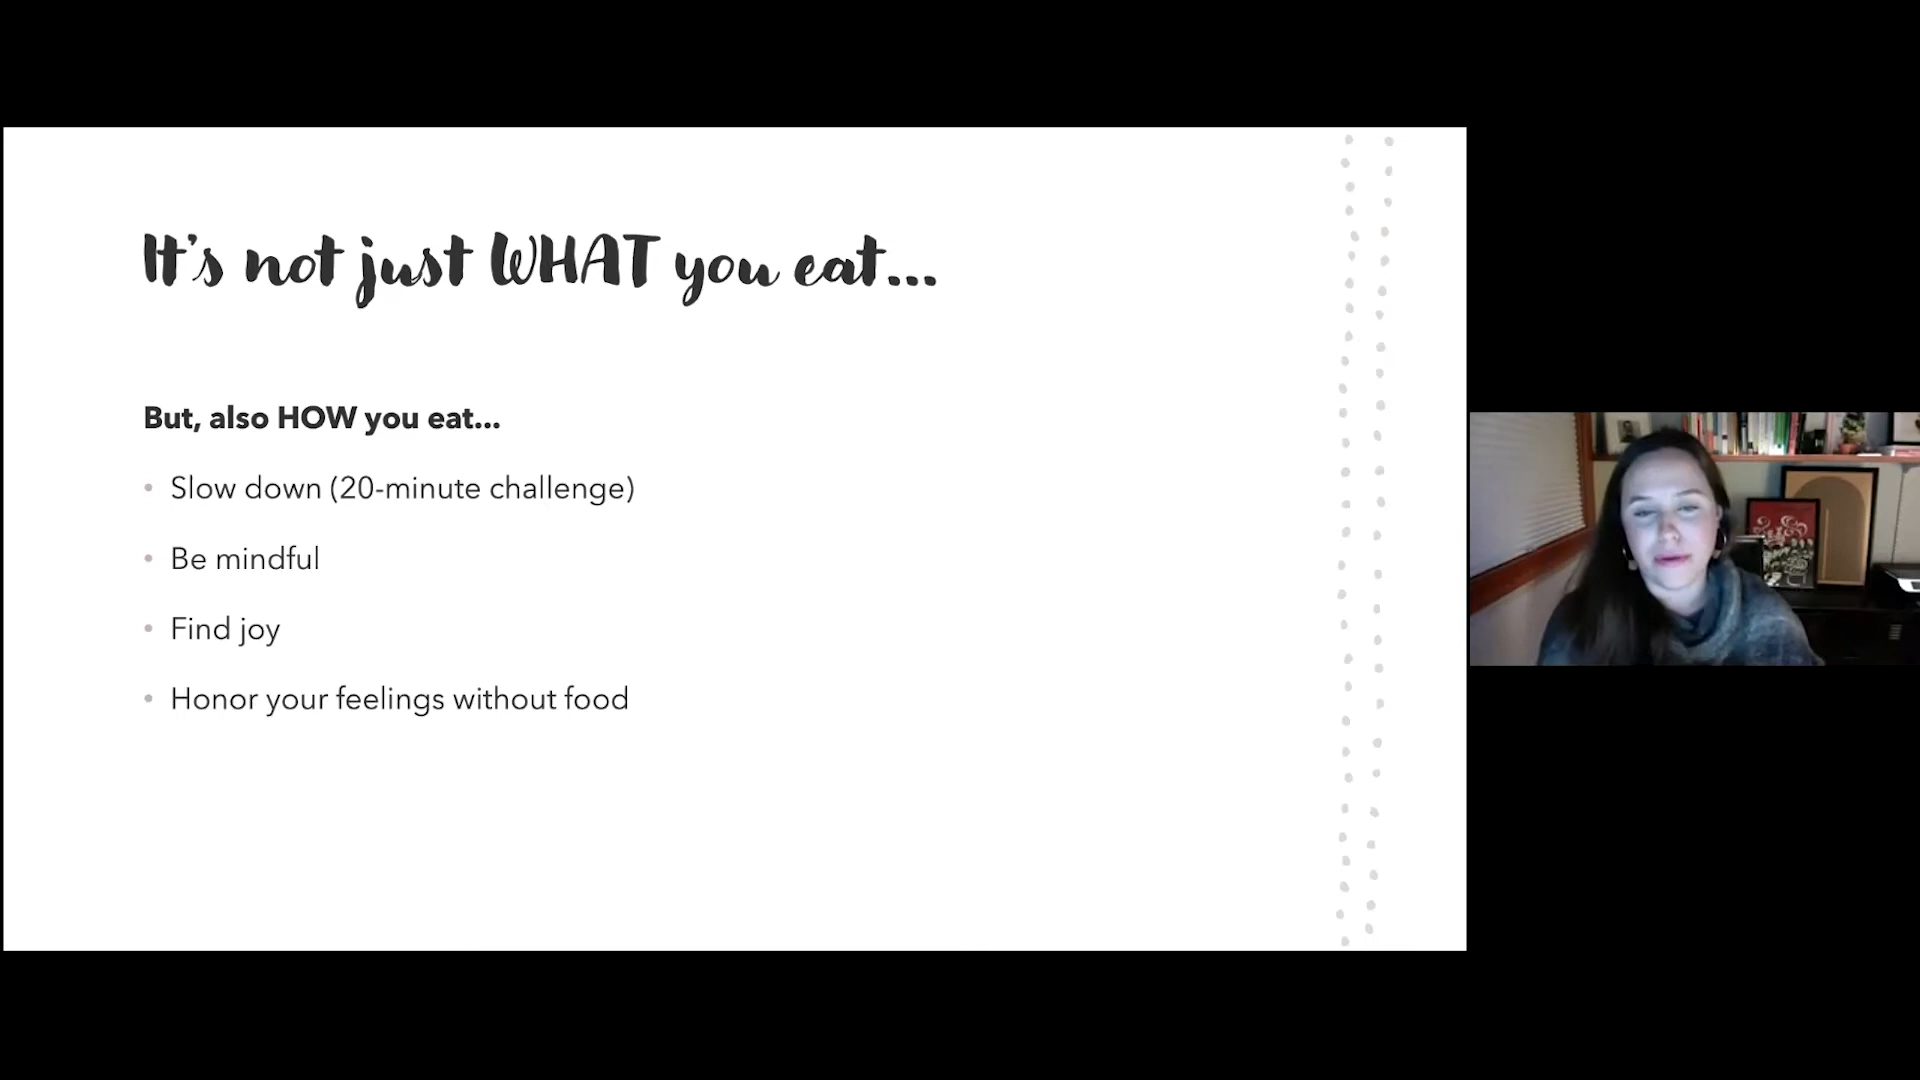 It's not just WHAT you eat...
But, also HOW you eat...
• Slow down (20-minute challenge)
• Be mindful
• Find joy
• Honor your feelings without food